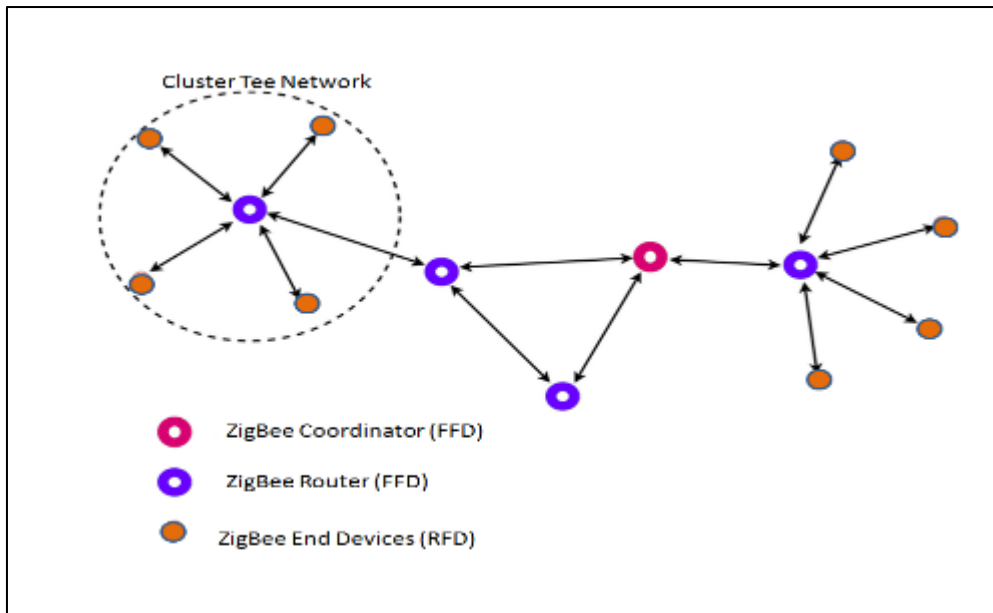 Cluster Tee Network
ZigBee Coordinator (FFD)
ZigBee Router (FFD)
ZigBee End Devices (RFD)